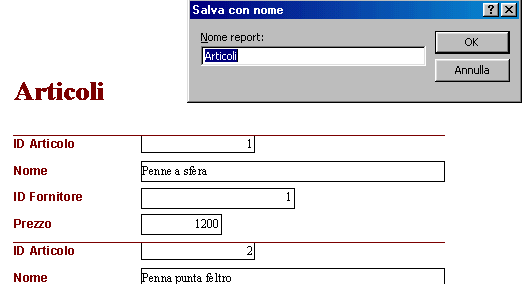 Salva con nome
Nome report:
Articoli
OK
Annulla
Articoli
ID Articolo 1
Nome Penne a sfera
ID Fornitore 1
Prezzo 1200
ID Articolo 2
Nome Penna punta feltro